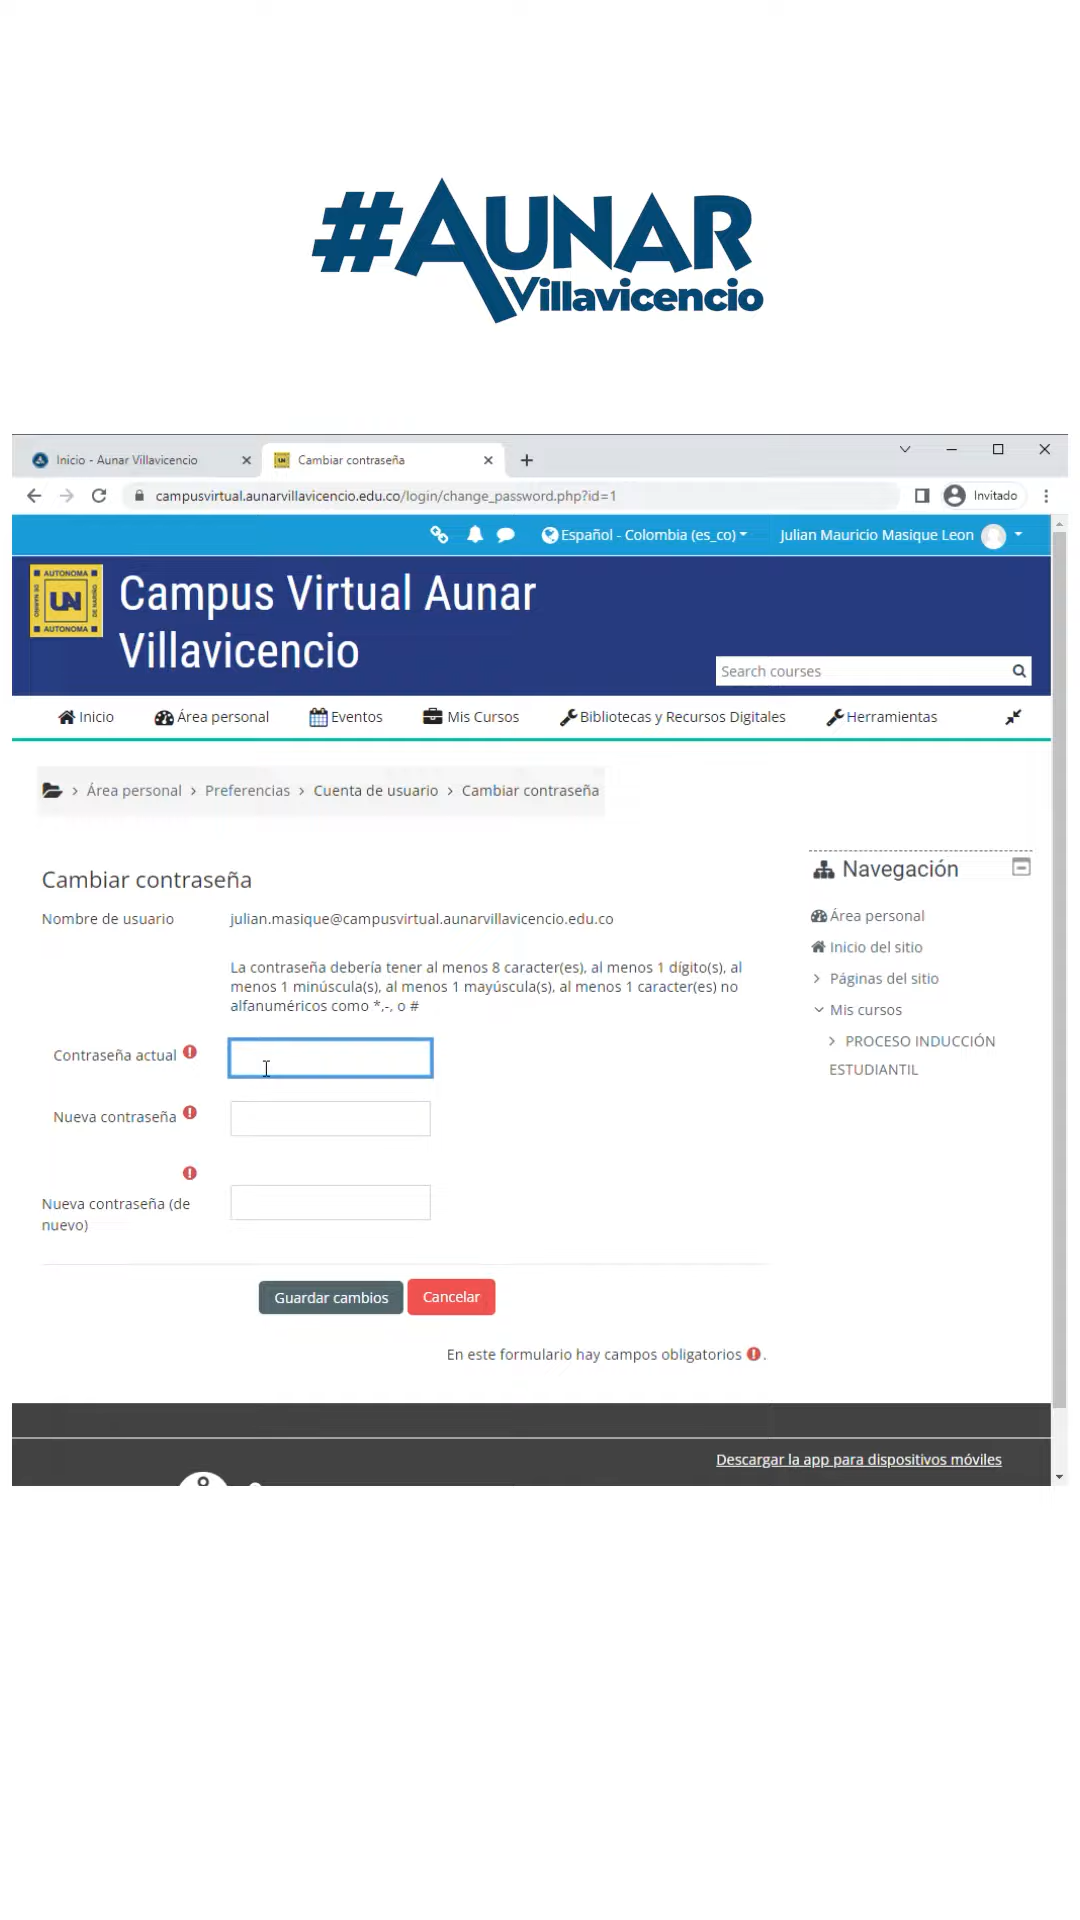 #AUNAR
Villavicencio
Inicio - Aunar Villavicencio
Cambiar contraseña
campusvirtual.aunarvillavicencio.edu.co/login/change_password.php?id=1
Invitado
Español - Colombia (es_co)
Julian Mauricio Masique Leon
AUTONOMA
DE NARIÑO
UN
AUTONOMA
Campus Virtual Aunar
Villavicencio
Search courses
Inicio
Área personal
Eventos
Mis Cursos
Bibliotecas y Recursos Digitales
Herramientas
Área personal > Preferencias > Cuenta de usuario > Cambiar contraseña
Cambiar contraseña
Nombre de usuario
julian.masique@campusvirtual.aunarvillavicencio.edu.co
La contraseña debería tener al menos 8 caracter(es), al menos 1 dígito(s), al
menos 1 minúscula(s), al menos 1 mayúscula(s), al menos 1 caracter(es) no
alfanuméricos como *,-, o #
Contraseña actual
Nueva contraseña
Nueva contraseña (de
nuevo)
Guardar cambios
Cancelar
En este formulario hay campos obligatorios .
Navegación
Área personal
Inicio del sitio
Páginas del sitio
Mis cursos
PROCESO INDUCCIÓN
ESTUDIANTIL
Descargar la app para dispositivos móviles